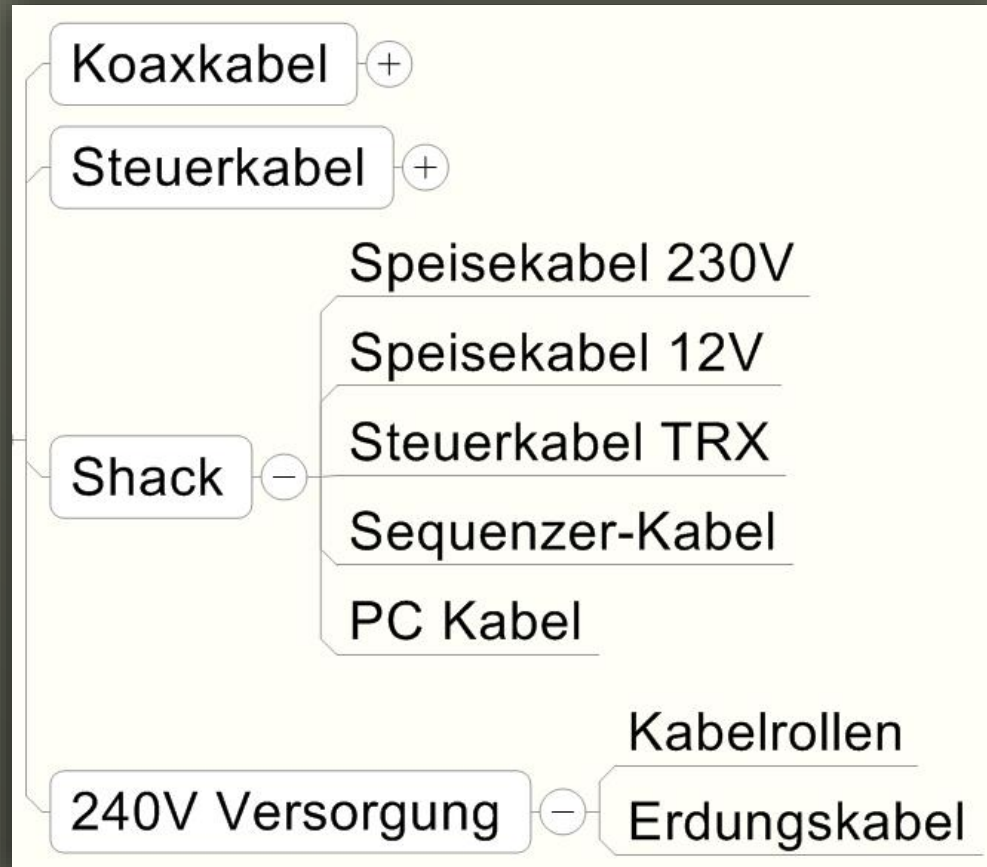 Koaxkabel
Steuerkabel
Shack
Speisekabel 230V
Speisekabel 12V
Steuerkabel TRX
Sequenzer-Kabel
PC Kabel
240V Versorgung
Kabelrollen
Erdungskabel